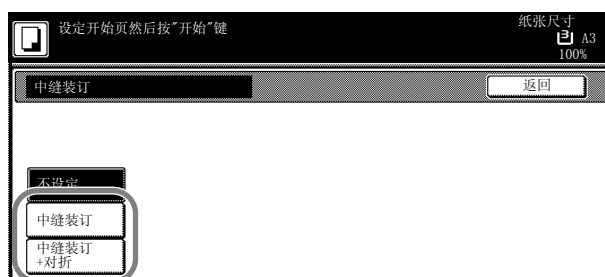 设定开始页然后按"开始"键
纸张尺寸
3 A3
100%
中缝装订
返回
不设定
中缝装订
中缝装订
+对折